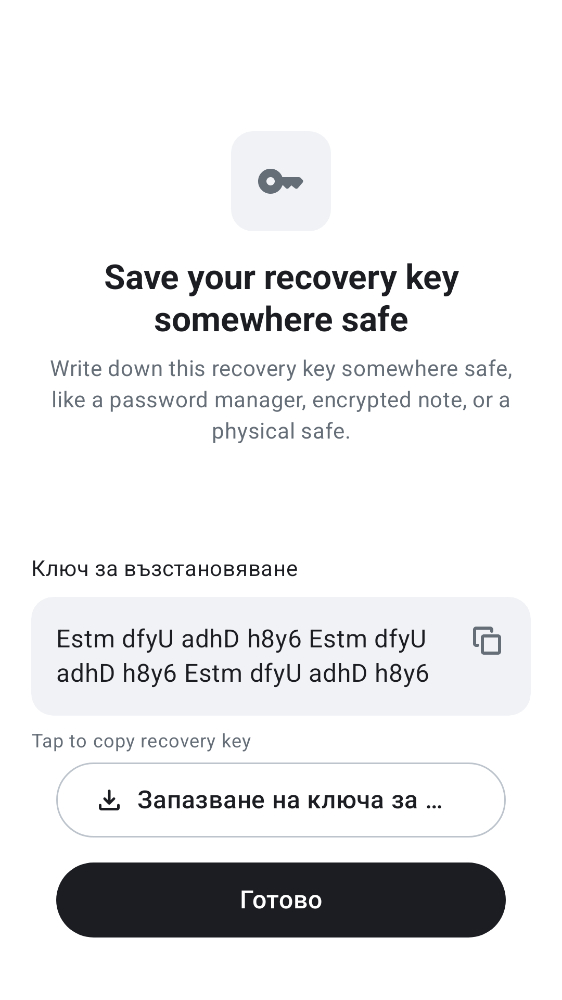 Save your recovery key
somewhere safe
Write down this recovery key somewhere safe,
like a password manager, encrypted note, or a
physical safe.
Ключ за възстановяване
Estm dfyU adhD h8y6 Estm dfyU
adhD h8y6 Estm dfyU adhD h8y6
Tap to copy recovery key
Запазване на ключа за ...
Готово